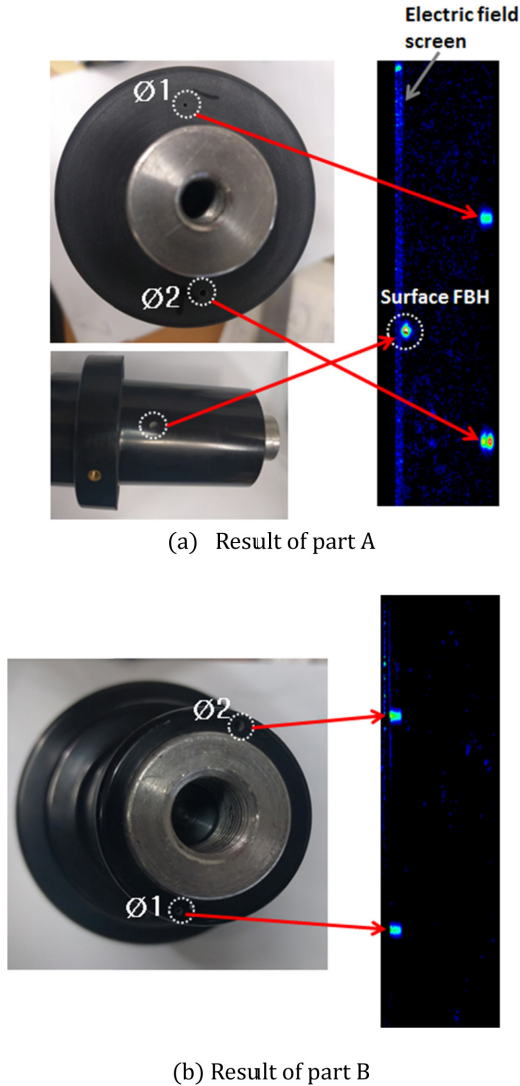 Electric field
screen
Ø1
Ø2
Surface FBH
(a) Result of part A
Ø2
Ø1
(b) Result of part B